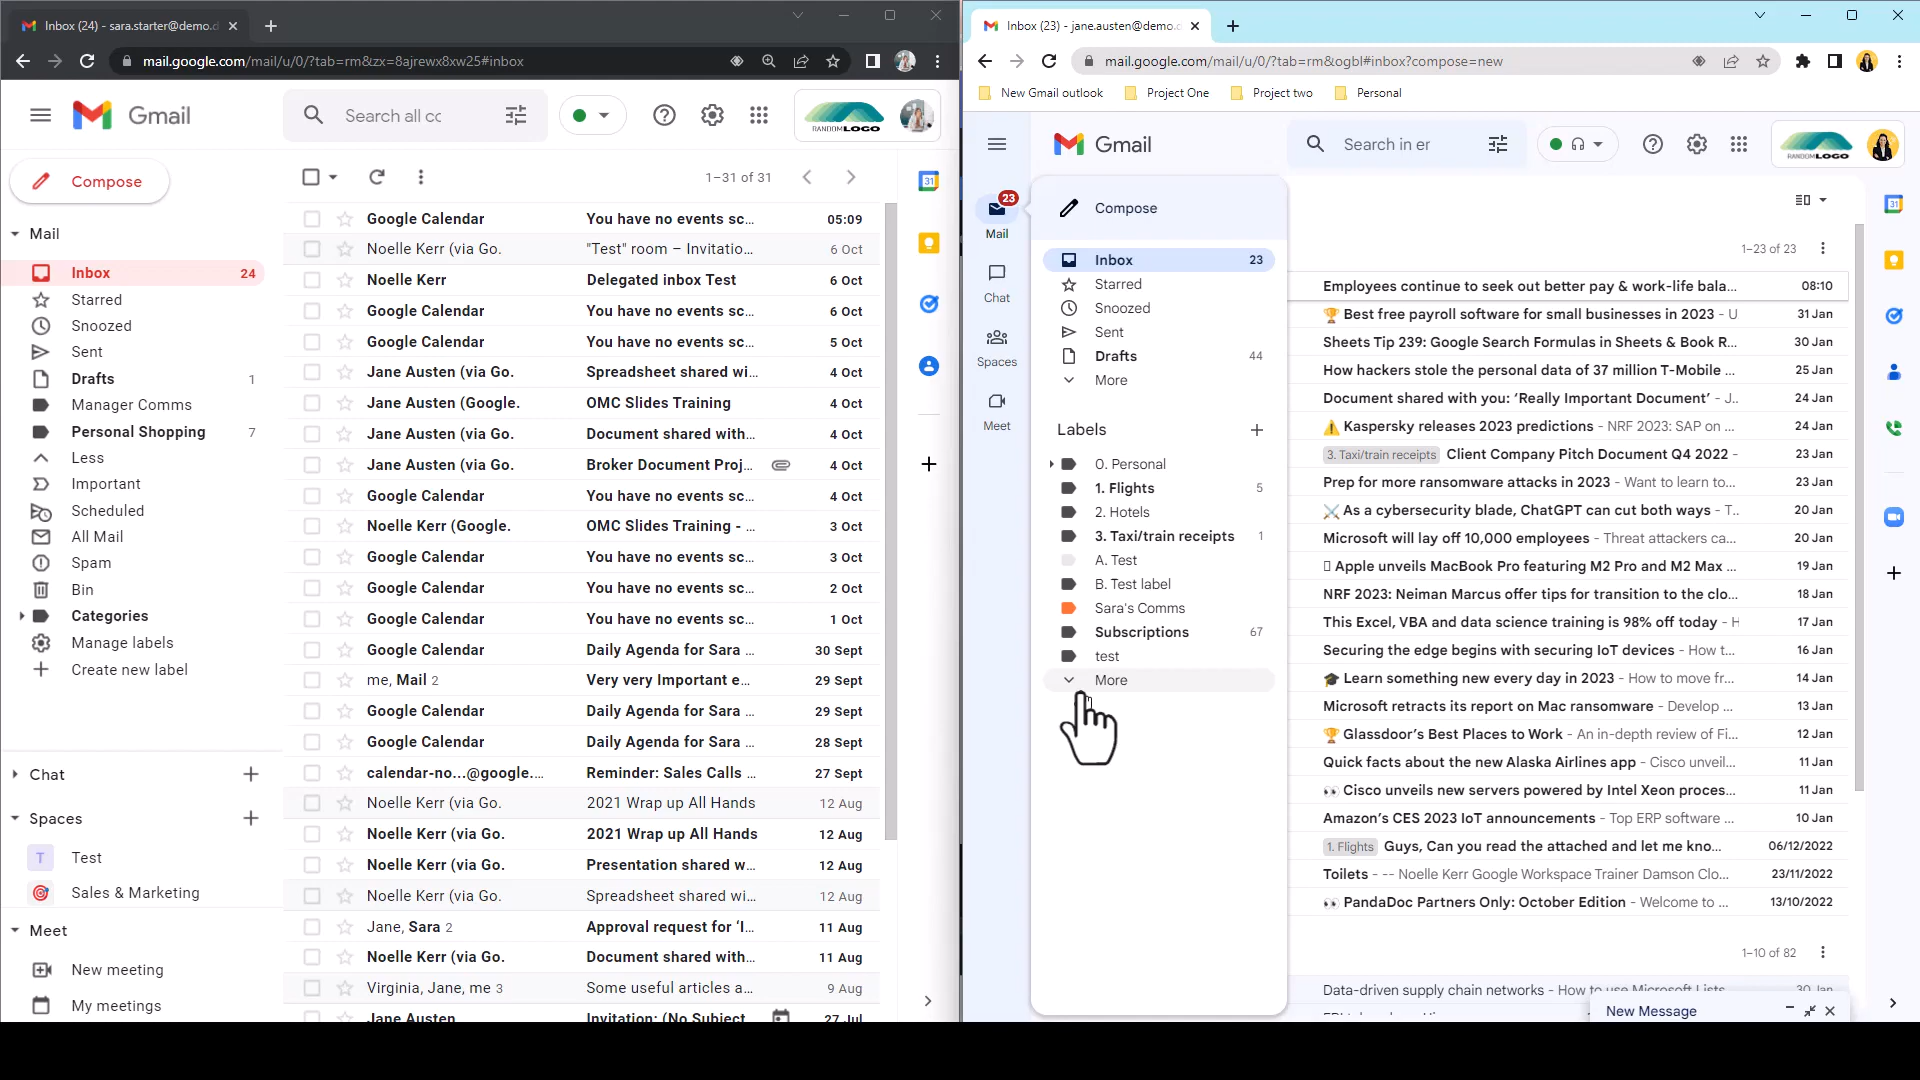 Inbox (24) - sara.starter@demo.c
mail.google.com/mail/u/0/?tab=rm&zx=8ajrewx8xw25#inbox
Gmail
Search all cc
RANDOMLOGO
Compose
1–31 of 31
Mail
Inbox 24
Starred
Snoozed
Sent
Drafts 1
Manager Comms
Personal Shopping 7
Less
Important
Scheduled
All Mail
Spam
Bin
Categories
Manage labels
Create new label
Chat
Spaces
T Test
Sales & Marketing
Meet
New meeting
My meetings
Google Calendar You have no events sc... 05:09
Noelle Kerr (via Go. "Test" room – Invitatio... 6 Oct
Noelle Kerr Delegated inbox Test 6 Oct
Google Calendar You have no events sc... 6 Oct
Google Calendar You have no events sc... 5 Oct
Jane Austen (via Go. Spreadsheet shared wi... 4 Oct
Jane Austen (Google. OMC Slides Training 4 Oct
Jane Austen (via Go. Document shared with... 4 Oct
Jane Austen (via Go. Broker Document Proj... 4 Oct
Google Calendar You have no events sc... 4 Oct
Noelle Kerr (Google. OMC Slides Training - ... 3 Oct
Google Calendar You have no events sc... 3 Oct
Google Calendar You have no events sc... 2 Oct
Google Calendar You have no events sc... 1 Oct
Google Calendar Daily Agenda for Sara ... 30 Sept
me, Mail 2 Very very Important e... 29 Sept
Google Calendar Daily Agenda for Sara ... 29 Sept
Google Calendar Daily Agenda for Sara ... 28 Sept
calendar-no...@google.... Reminder: Sales Calls ... 27 Sept
Noelle Kerr (via Go. 2021 Wrap up All Hands 12 Aug
Noelle Kerr (via Go. 2021 Wrap up All Hands 12 Aug
Noelle Kerr (via Go. Presentation shared w... 12 Aug
Noelle Kerr (via Go. Spreadsheet shared wi... 12 Aug
Jane, Sara 2 Approval request for ‘I... 11 Aug
Noelle Kerr (via Go. Document shared with... 11 Aug
Virginia, Jane, me 3 Some useful articles a... 9 Aug
Jane Austen Invitation: (No Subject 27 Jul
31
Inbox (23) - jane.austen@demo.c
mail.google.com/mail/u/0/?tab=rm&ogbl#inbox?compose=new
New Gmail outlook Project One Project two Personal
Gmail
Search in er
RANDOMLOGO
23
Mail
Chat
Spaces
Meet
Compose
Inbox 23
Starred
Snoozed
Sent
Drafts 44
More
Labels
0. Personal
1. Flights 5
2. Hotels
3. Taxi/train receipts 1
A. Test
B. Test label
Sara's Comms
Subscriptions 67
test
More
1–23 of 23
Employees continue to seek out better pay & work-life bala... 08:10
🏆 Best free payroll software for small businesses in 2023 - U 31 Jan
Sheets Tip 239: Google Search Formulas in Sheets & Book R... 30 Jan
How hackers stole the personal data of 37 million T-Mobile ... 25 Jan
Document shared with you: ‘Really Important Document’ - J.. 24 Jan
⚠️ Kaspersky releases 2023 predictions - NRF 2023: SAP on ... 24 Jan
3. Taxi/train receipts Client Company Pitch Document Q4 2022 - 23 Jan
Prep for more ransomware attacks in 2023 - Want to learn to... 23 Jan
⚔️ As a cybersecurity blade, ChatGPT can cut both ways - T... 20 Jan
Microsoft will lay off 10,000 employees - Threat attackers ca... 20 Jan
Apple unveils MacBook Pro featuring M2 Pro and M2 Max ... 19 Jan
NRF 2023: Neiman Marcus offer tips for transition to the clo... 18 Jan
This Excel, VBA and data science training is 98% off today - H 17 Jan
Securing the edge begins with securing IoT devices - How t... 16 Jan
🎓 Learn something new every day in 2023 - How to move fr... 14 Jan
Microsoft retracts its report on Mac ransomware - Develop ... 13 Jan
🏆 Glassdoor’s Best Places to Work - An in-depth review of Fi... 12 Jan
Quick facts about the new Alaska Airlines app - Cisco unveil... 11 Jan
👀 Cisco unveils new servers powered by Intel Xeon proces... 11 Jan
Amazon’s CES 2023 IoT announcements - Top ERP software ... 10 Jan
1. Flights Guys, Can you read the attached and let me kno... 06/12/2022
Toilets - -- Noelle Kerr Google Workspace Trainer Damson Clo... 23/11/2022
👀 PandaDoc Partners Only: October Edition - Welcome to ... 13/10/2022
1–10 of 82
Data-driven supply chain networks - How to use Microsoft Lists 30 Jan
New Message
31